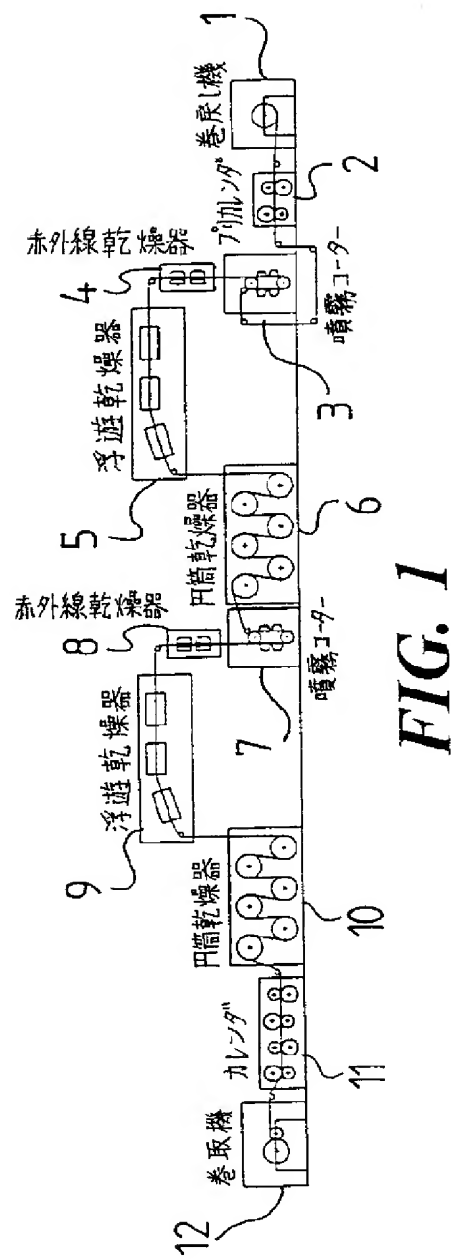 1
巻戻し機
2
プリカレンダ
噴霧コーター
3
4
赤外線乾燥器
5
浮遊乾燥器
6
円筒乾燥器
噴霧コーター
7
8
赤外線乾燥器
9
浮遊乾燥器
10
円筒乾燥器
11
カレンダ
12
巻取機
FIG. 1